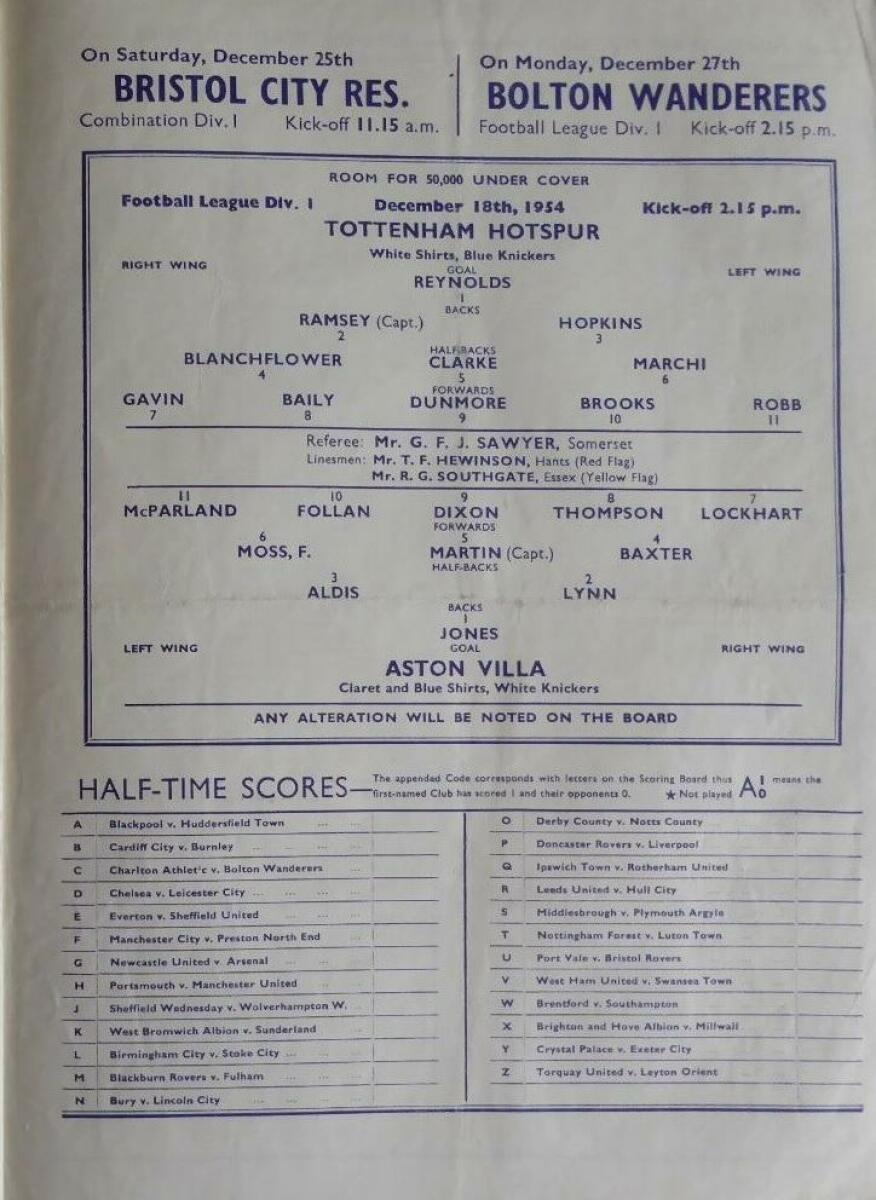 On Saturday, December 25th
BRISTOL CITY RES.
Combination Div. I Kick-off 11.15 a.m.
On Monday, December 27th
BOLTON WANDERERS
Football League Div. I Kick-off 2.15 p.m.
ROOM FOR 50,000 UNDER COVER
Football League Div. I December 18th, 1954 Kick-off 2.15 p.m.
TOTTENHAM HOTSPUR
White Shirts, Blue Knickers
RIGHT WING GOAL LEFT WING
REYNOLDS
1
BACKS
RAMSEY (Capt.) HOPKINS
2 3
HALF-BACKS
BLANCHFLOWER CLARKE MARCHI
4 5 6
FORWARDS
GAVIN BAILY DUNMORE BROOKS ROBB
7 8 9 10 11
Referee: Mr. G. F. J. SAWYER, Somerset
Linesmen: Mr. T. F. HEWINSON, Hants (Red Flag)
Mr. R. G. SOUTHGATE, Essex (Yellow Flag)
11 10 9 8 7
McPARLAND FOLLAN DIXON THOMPSON LOCKHART
FORWARDS
6 5 4
MOSS, F. MARTIN (Capt.) BAXTER
HALF-BACKS
3 2
ALDIS LYNN
BACKS
1
JONES
LEFT WING GOAL RIGHT WING
ASTON VILLA
Claret and Blue Shirts, White Knickers
ANY ALTERATION WILL BE NOTED ON THE BOARD
HALF-TIME SCORES—The appended Code corresponds with letters on the Scoring Board thus A 1 0 means the
first-named Club has scored 1 and their opponents 0. ★ Not played
A Blackpool v. Huddersfield Town ... ...
B Cardiff City v. Burnley ... ... ...
C Charlton Athlet'c v. Bolton Wanderers ...
D Chelsea v. Leicester City ... ... ...
E Everton v. Sheffield United ... ...
F Manchester City v. Preston North End ...
G Newcastle United v. Arsenal ... ...
H Portsmouth v. Manchester United ...
J Sheffield Wednesday v. Wolverhampton W. ...
K West Bromwich Albion v. Sunderland ...
L Birmingham City v. Stoke City ... ... ...
M Blackburn Rovers v. Fulham ... ... ...
N Bury v. Lincoln City ... ... ... ...
O Derby County v. Notts County
P Doncaster Rovers v. Liverpool
Q Ipswich Town v. Rotherham United
R Leeds United v. Hull City
S Middlesbrough v. Plymouth Argyle
T Nottingham Forest v. Luton Town
U Port Vale v. Bristol Rovers
V West Ham United v. Swansea Town
W Brentford v. Southampton
X Brighton and Hove Albion v. Millwall
Y Crystal Palace v. Exeter City
Z Torquay United v. Leyton Orient